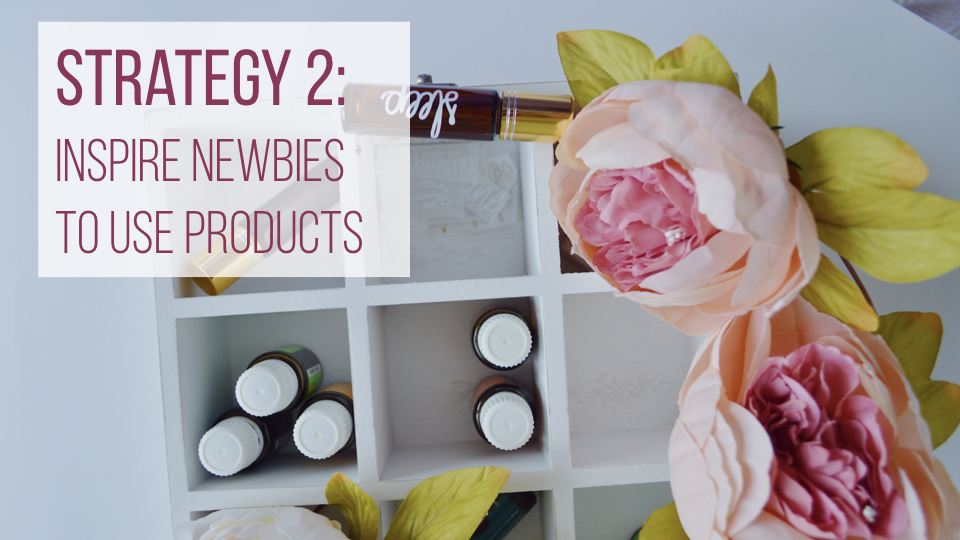 STRATEGY 2:
INSPIRE NEWBIES
TO USE PRODUCTS
sleep